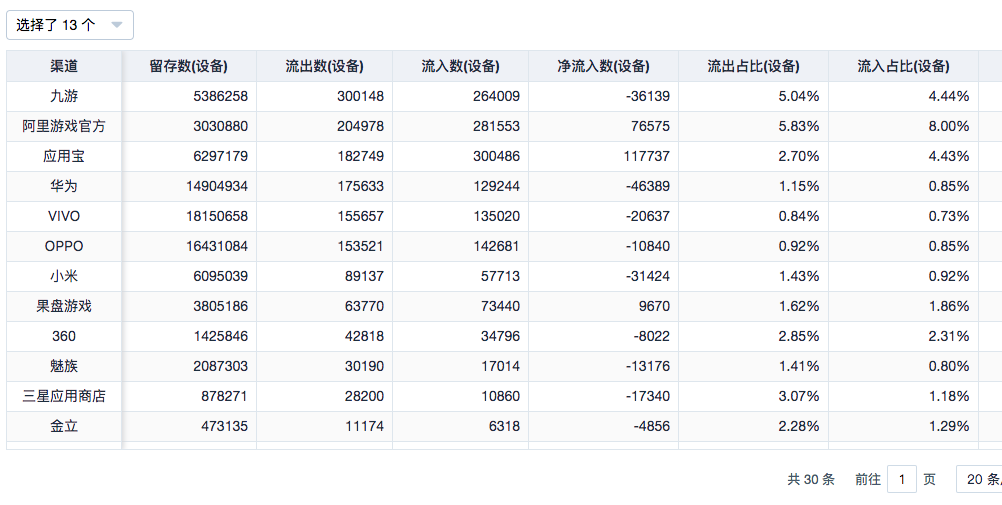 选择了 13 个
渠道 留存数(设备) 流出数(设备) 流入数(设备) 净流入数(设备) 流出占比(设备) 流入占比(设备)
九游 5386258 300148 264009 -36139 5.04% 4.44%
阿里游戏官方 3030880 204978 281553 76575 5.83% 8.00%
应用宝 6297179 182749 300486 117737 2.70% 4.43%
华为 14904934 175633 129244 -46389 1.15% 0.85%
VIVO 18150658 155657 135020 -20637 0.84% 0.73%
OPPO 16431084 153521 142681 -10840 0.92% 0.85%
小米 6095039 89137 57713 -31424 1.43% 0.92%
果盘游戏 3805186 63770 73440 9670 1.62% 1.86%
360 1425846 42818 34796 -8022 2.85% 2.31%
魅族 2087303 30190 17014 -13176 1.41% 0.80%
三星应用商店 878271 28200 10860 -17340 3.07% 1.18%
金立 473135 11174 6318 -4856 2.28% 1.29%
共 30 条 前往 1 页 20 条